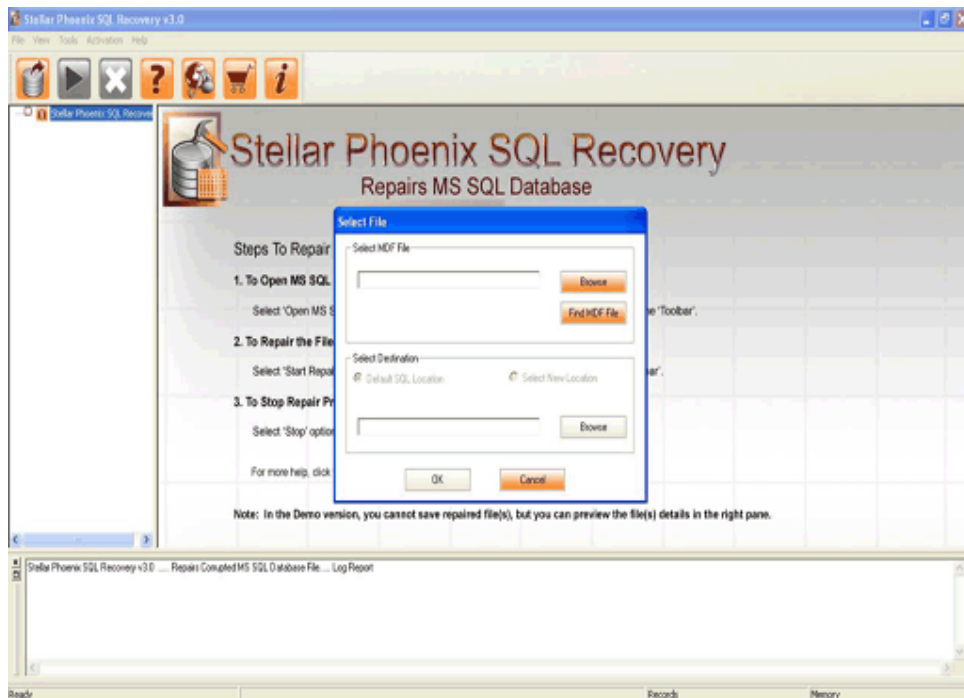 Stellar Phoenix SQL Recovery v3.0
File View Tools Activation Help
Stellar Phoenix SQL Recover
Stellar Phoenix SQL Recovery
Repairs MS SQL Database
Steps To Repair
1. To Open MS SQL
Select 'Open MS S
e 'Toolbar'.
2. To Repair the File
Select 'Start Repai
ar'.
3. To Stop Repair Pr
Select 'Stop' option
For more help, click
Note: In the Demo version, you cannot save repaired file(s), but you can preview the file(s) details in the right pane.
Select File
Select MDF File
Browse
Find MDF File
Select Destination
Default SQL Location
Select New Location
Browse
OK
Cancel
Stellar Phoenix SQL Recovery v3.0 ..... Repairs Corrupted MS SQL Database File..... Log Report
Ready
Records
Memory